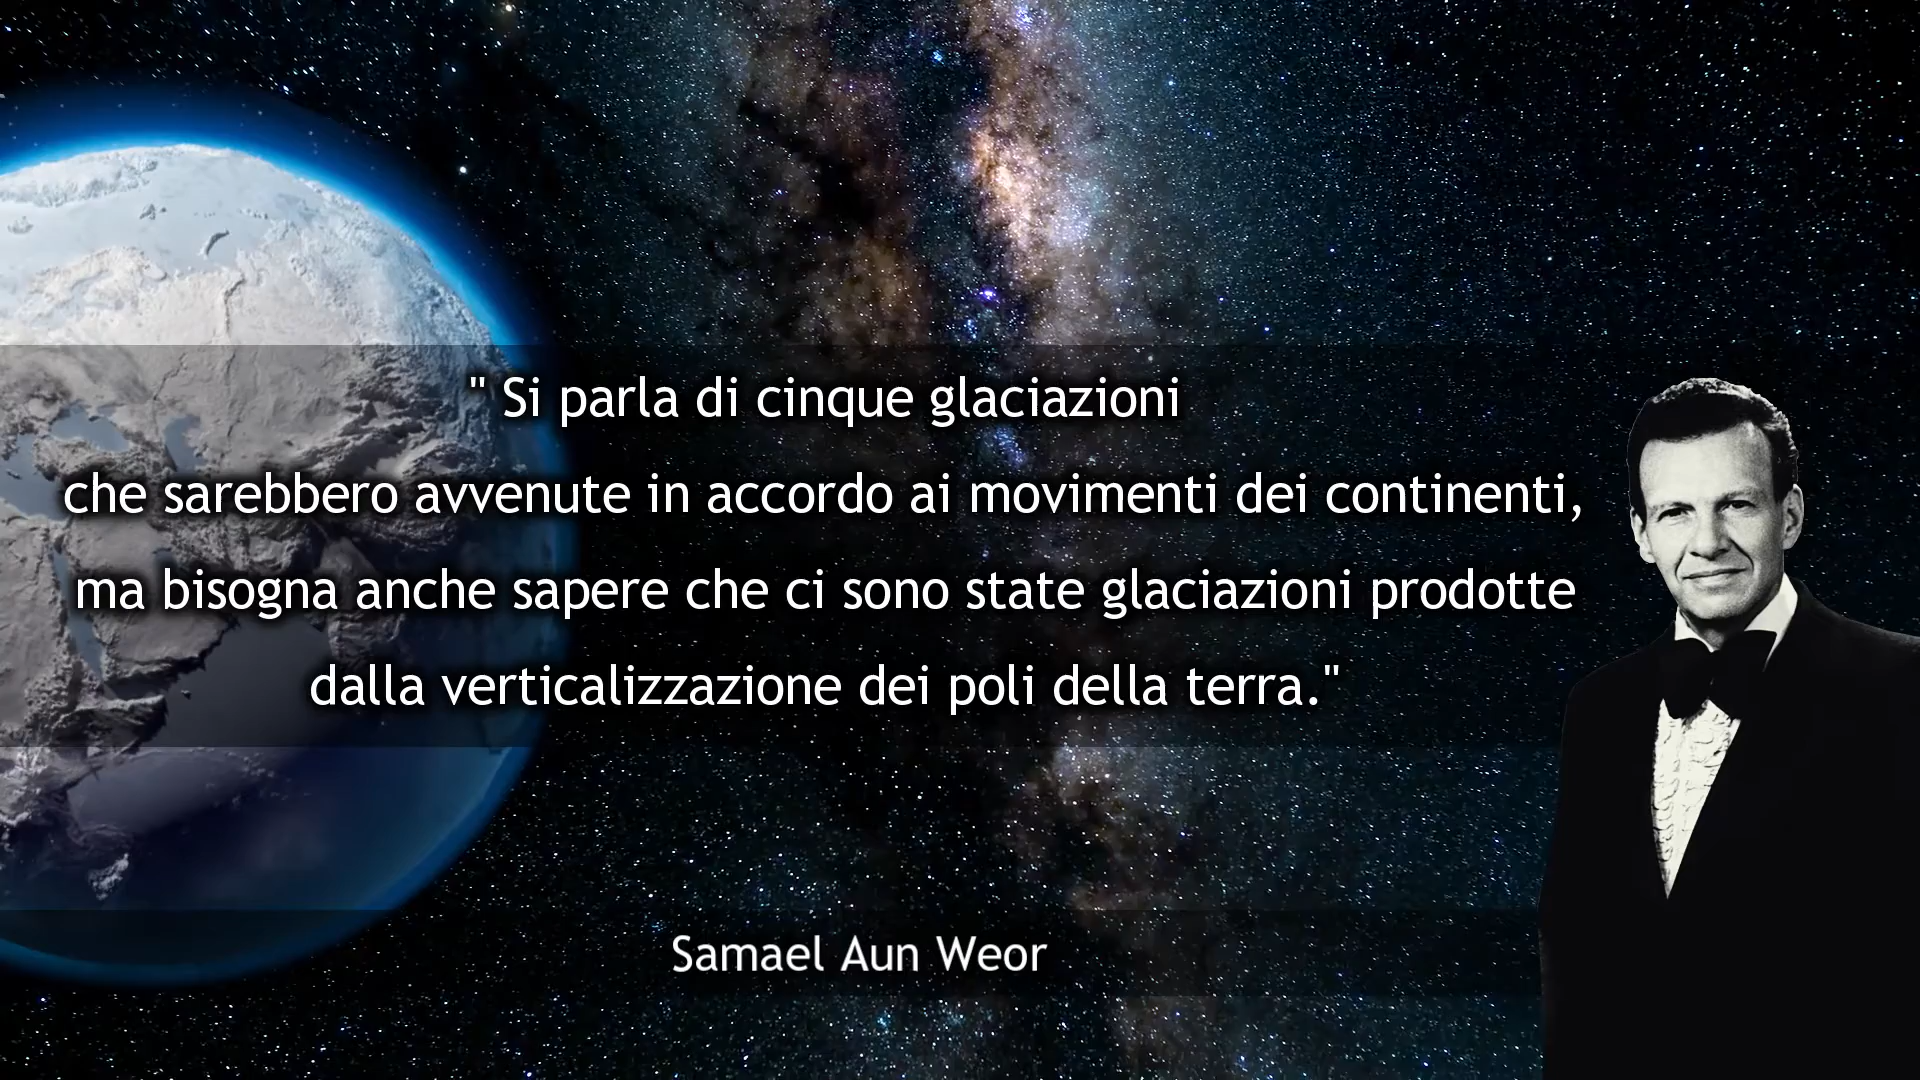 " Si parla di cinque glaciazioni
che sarebbero avvenute in accordo ai movimenti dei continenti,
ma bisogna anche sapere che ci sono state glaciazioni prodotte
dalla verticalizzazione dei poli della terra."
Samael Aun Weor